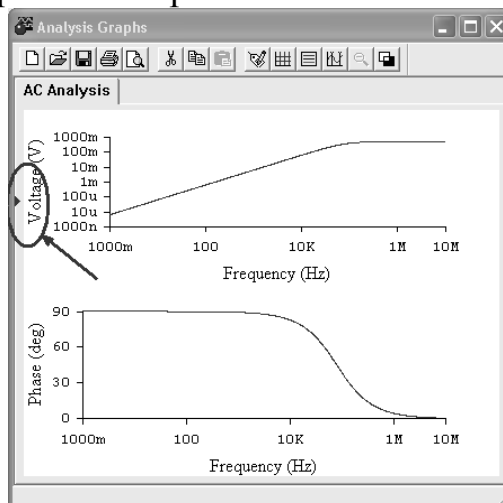 Analysis Graphs
AC Analysis
Voltage (V)
1000m
100m
10m
1m
100u
10u
1000n
1000m 100 10K 1M 10M
Frequency (Hz)
Phase (deg)
90
60
30
0
1000m 100 10K 1M 10M
Frequency (Hz)